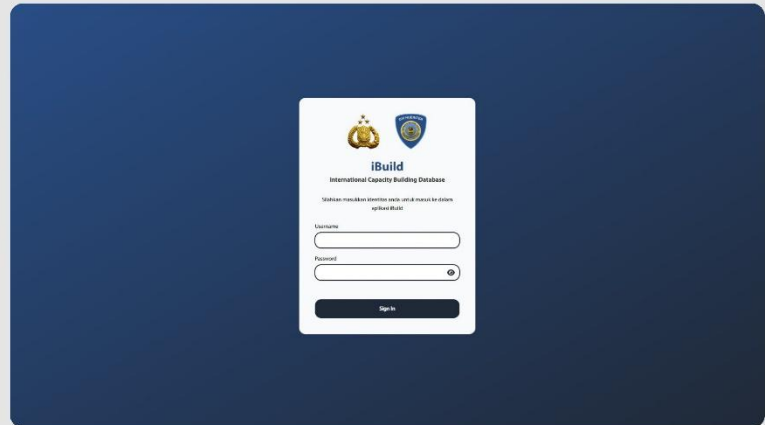 iBuild
International Capacity Building Database
Silahkan masukkan identitas anda untuk masuk ke dalam
aplikasi iBuild
Username
Password
Sign In